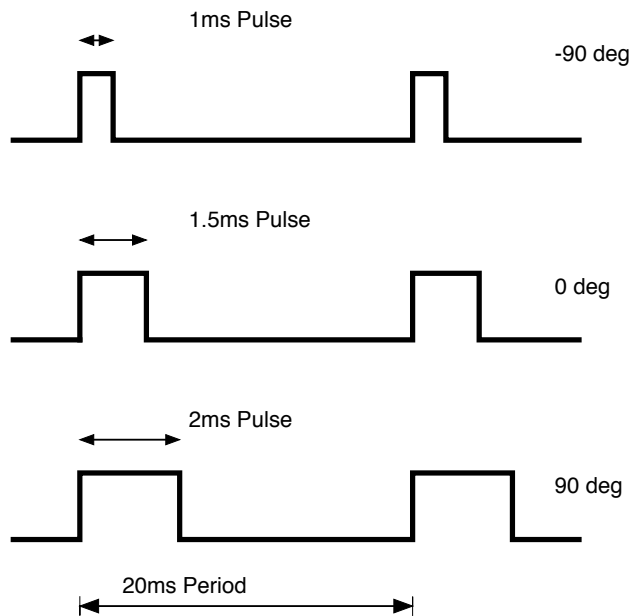 1ms Pulse
-90 deg
1.5ms Pulse
0 deg
2ms Pulse
90 deg
20ms Period